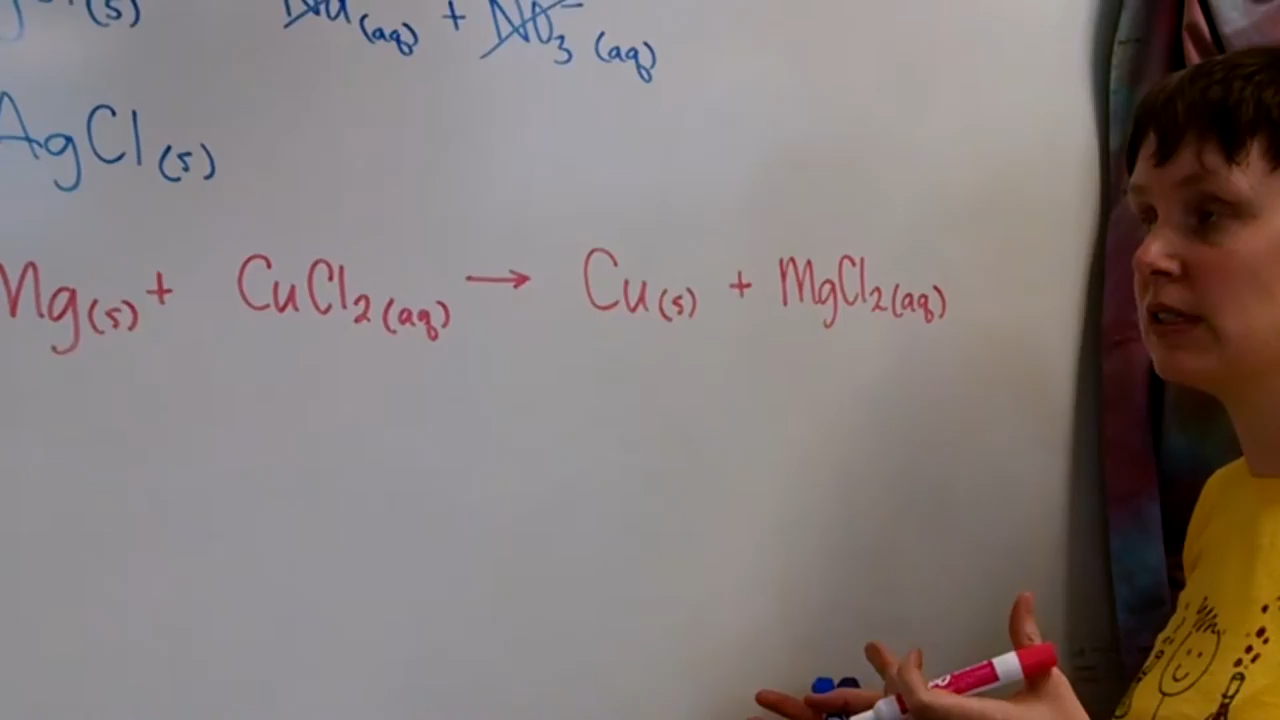 (s) Na (aq) + NO₃⁻ (aq)
AgCl (s)
Mg(s) + CuCl₂(aq) → Cu(s) + MgCl₂(aq)